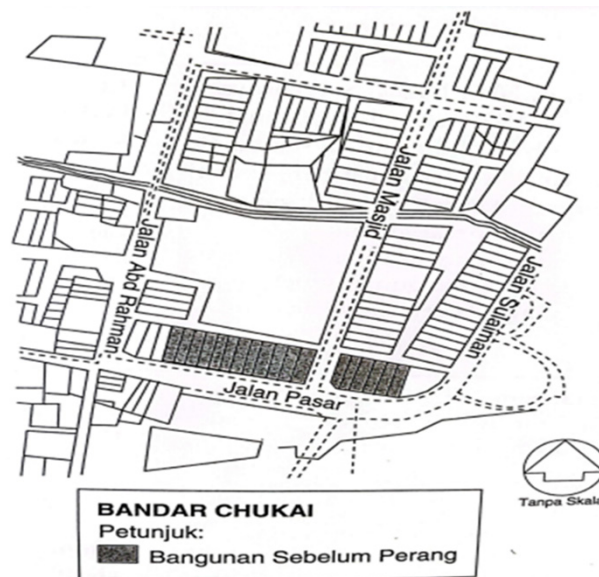 Jalan Masjid
Jalan Abd Rahman
Jalan Sulaiman
Jalan Pasar
Tanpa Skala
BANDAR CHUKAI
Petunjuk:
Bangunan Sebelum Perang